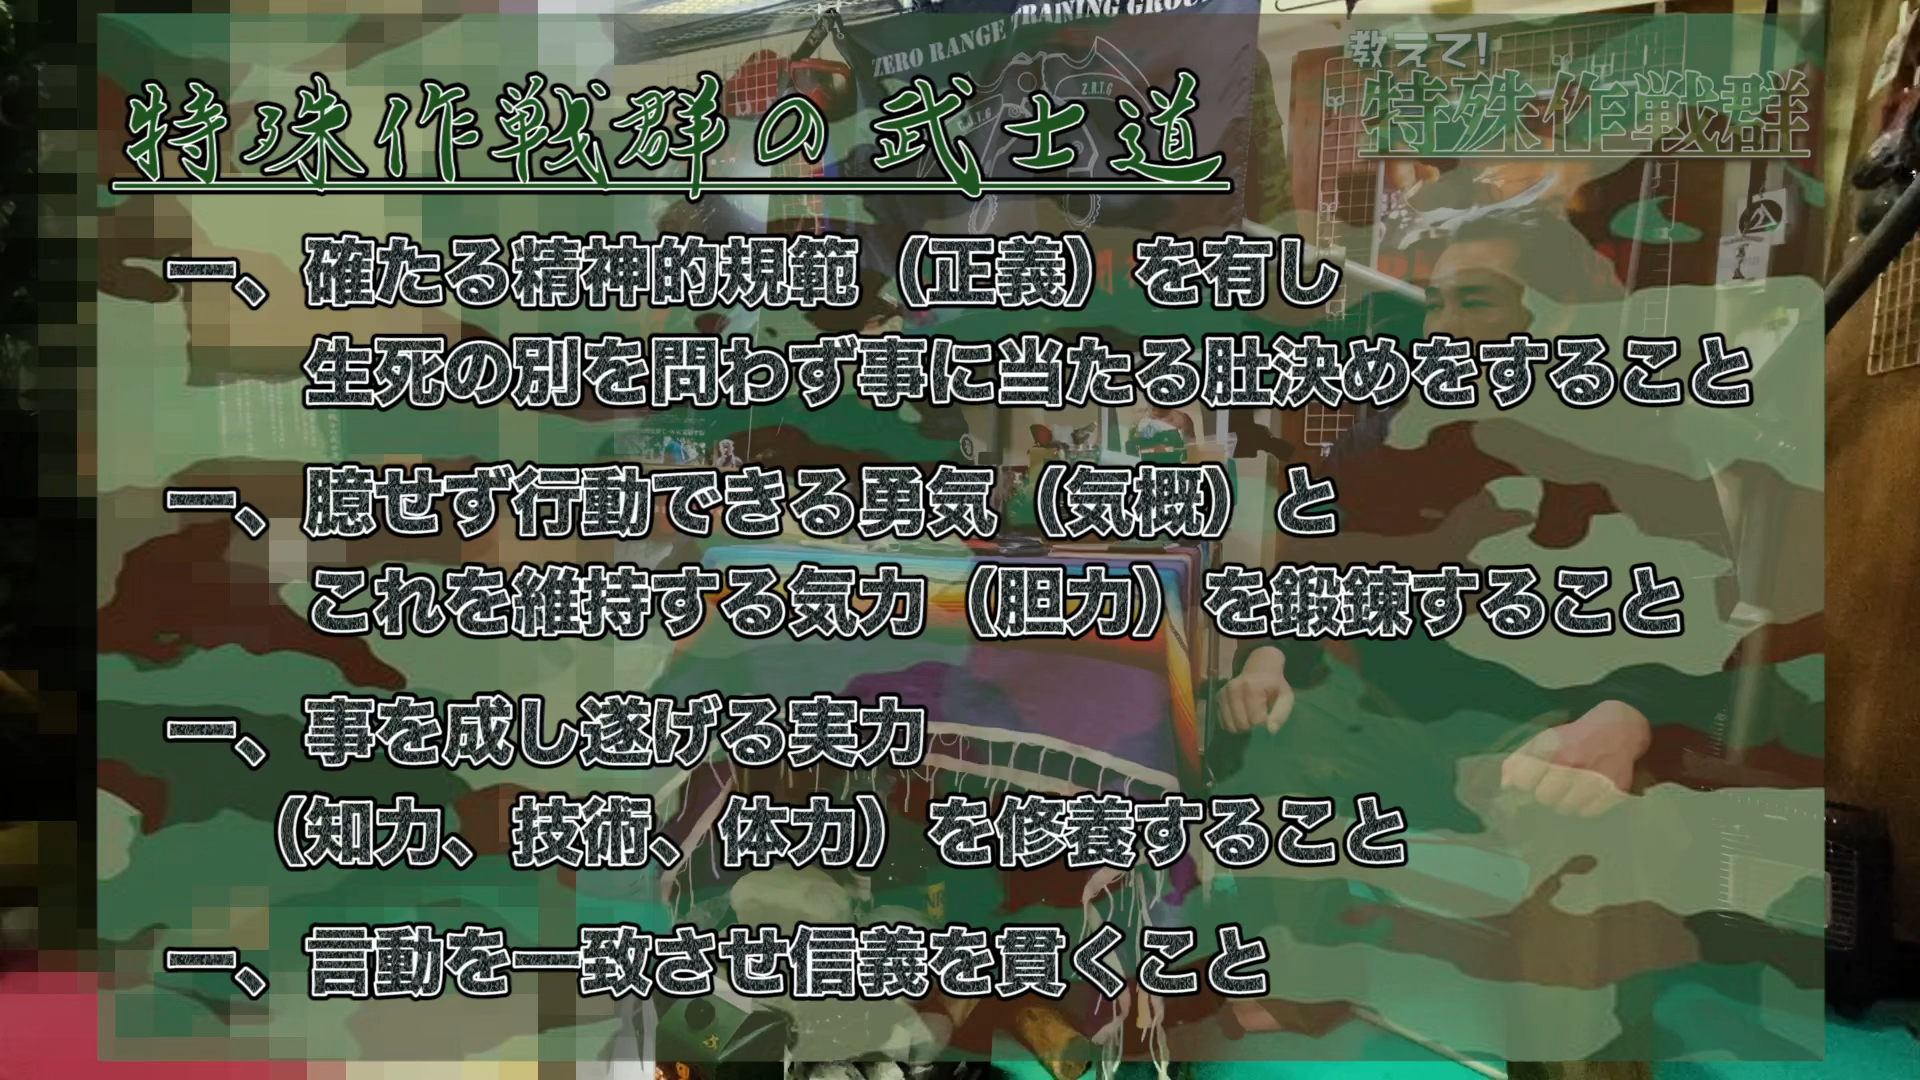 ZERO RANGE TRAINING GROUP
Z.R.T.G
教えて!
特殊作戦群
特殊作戦群の武士道
一、確たる精神的規範（正義）を有し
生死の別を問わず事に当たる肚決めをすること
一、臆せず行動できる勇気（気概）と
これを維持する気力（胆力）を鍛錬すること
一、事を成し遂げる実力
（知力、技術、体力）を修養すること
一、言動を一致させ信義を貫くこと